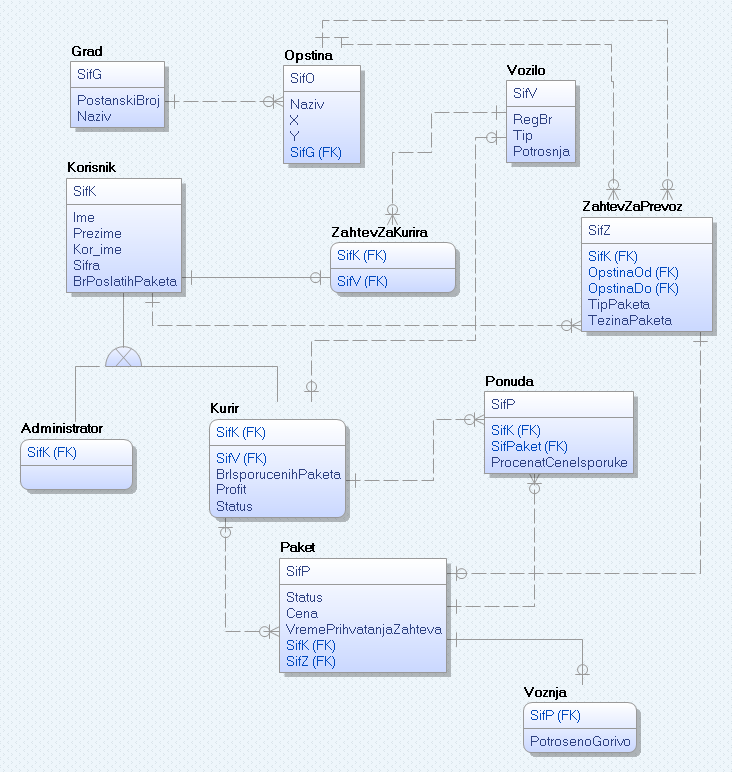 Grad
SifG
PostanskiBroj
Naziv
Opstina
SifO
Naziv
X
Y
SifG (FK)
Vozilo
SifV
RegBr
Tip
Potrosnja
Korisnik
SifK
Ime
Prezime
Kor_ime
Sifra
BrPoslatihPaketa
ZahtevZaKurira
SifK (FK)
SifV (FK)
ZahtevZaPrevoz
SifZ
SifK (FK)
OpstinaOd (FK)
OpstinaDo (FK)
TipPaketa
TezinaPaketa
Administrator
SifK (FK)
Kurir
SifK (FK)
SifV (FK)
BrIsporucenihPaketa
Profit
Status
Ponuda
SifP
SifK (FK)
SifPaket (FK)
ProcenatCeneIsporuke
Paket
SifP
Status
Cena
VremePrihvatanjaZahteva
SifK (FK)
SifZ (FK)
Voznja
SifP (FK)
PotrosenoGorivo